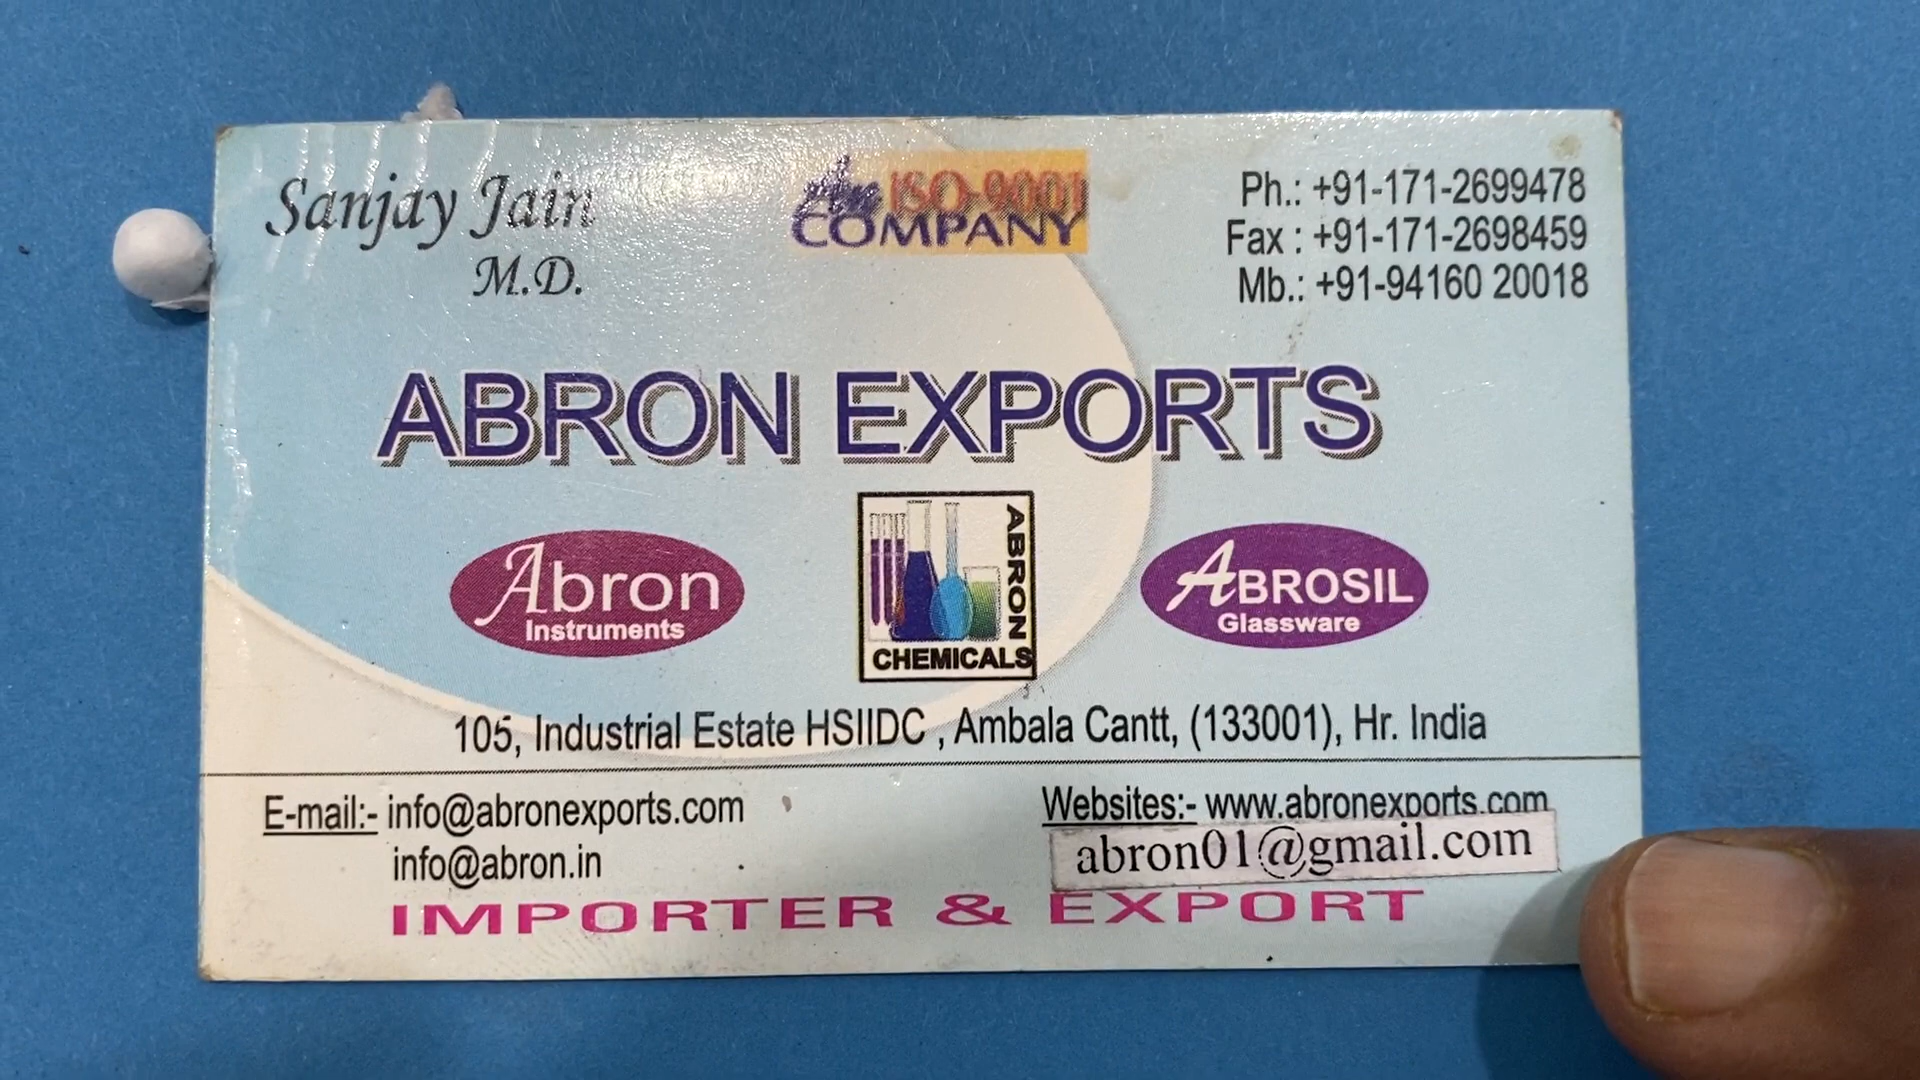 Sanjay Jain
M.D.
An ISO-9001
COMPANY
Ph.: +91-171-2699478
Fax : +91-171-2698459
Mb.: +91-94160 20018
ABRON EXPORTS
Abron
Instruments
ABRON
CHEMICALS
ABROSIL
Glassware
105, Industrial Estate HSIIDC , Ambala Cantt, (133001), Hr. India
E-mail:- info@abronexports.com
info@abron.in
Websites:- www.abronexports.com
abron01@gmail.com
IMPORTER & EXPORT